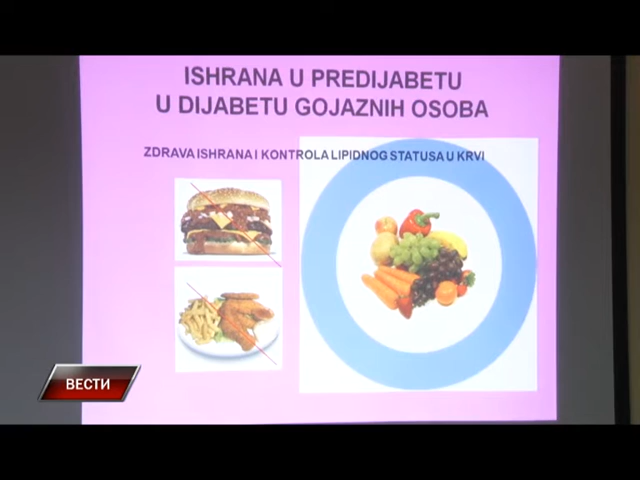 ISHRANA U PREDIJABETU
U DIJABETU GOJAZNIH OSOBA
ZDRAVA ISHRANA I KONTROLA LIPIDNOG STATUSA U KRVI
ВЕСТИ